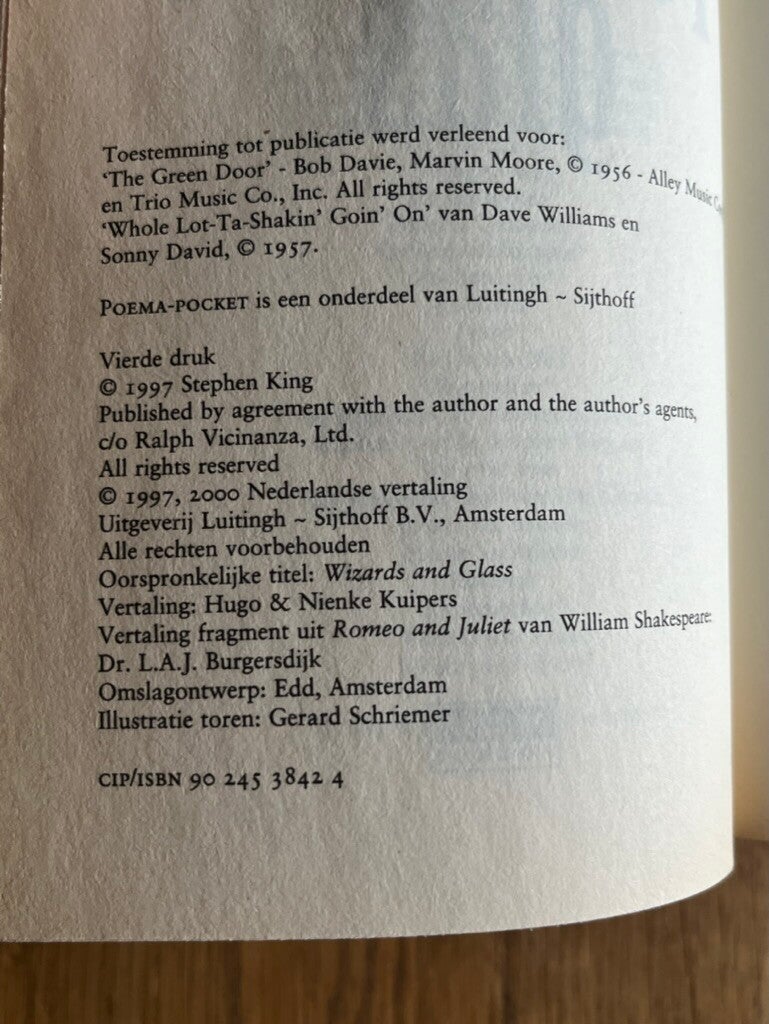 Toestemming tot publicatie werd verleend voor:
‘The Green Door’ - Bob Davie, Marvin Moore, © 1956 - Alley Music
en Trio Music Co., Inc. All rights reserved.
‘Whole Lot-Ta-Shakin’ Goin’ On’ van Dave Williams en
Sonny David, © 1957.
POEMA-POCKET is een onderdeel van Luitingh ~ Sijthoff
Vierde druk
© 1997 Stephen King
Published by agreement with the author and the author’s agents,
c/o Ralph Vicinanza, Ltd.
All rights reserved
© 1997, 2000 Nederlandse vertaling
Uitgeverij Luitingh ~ Sijthoff B.V., Amsterdam
Alle rechten voorbehouden
Oorspronkelijke titel: Wizards and Glass
Vertaling: Hugo & Nienke Kuipers
Vertaling fragment uit Romeo and Juliet van William Shakespeare:
Dr. L.A.J. Burgersdijk
Omslagontwerp: Edd, Amsterdam
Illustratie toren: Gerard Schriemer
CIP/ISBN 90 245 3842 4